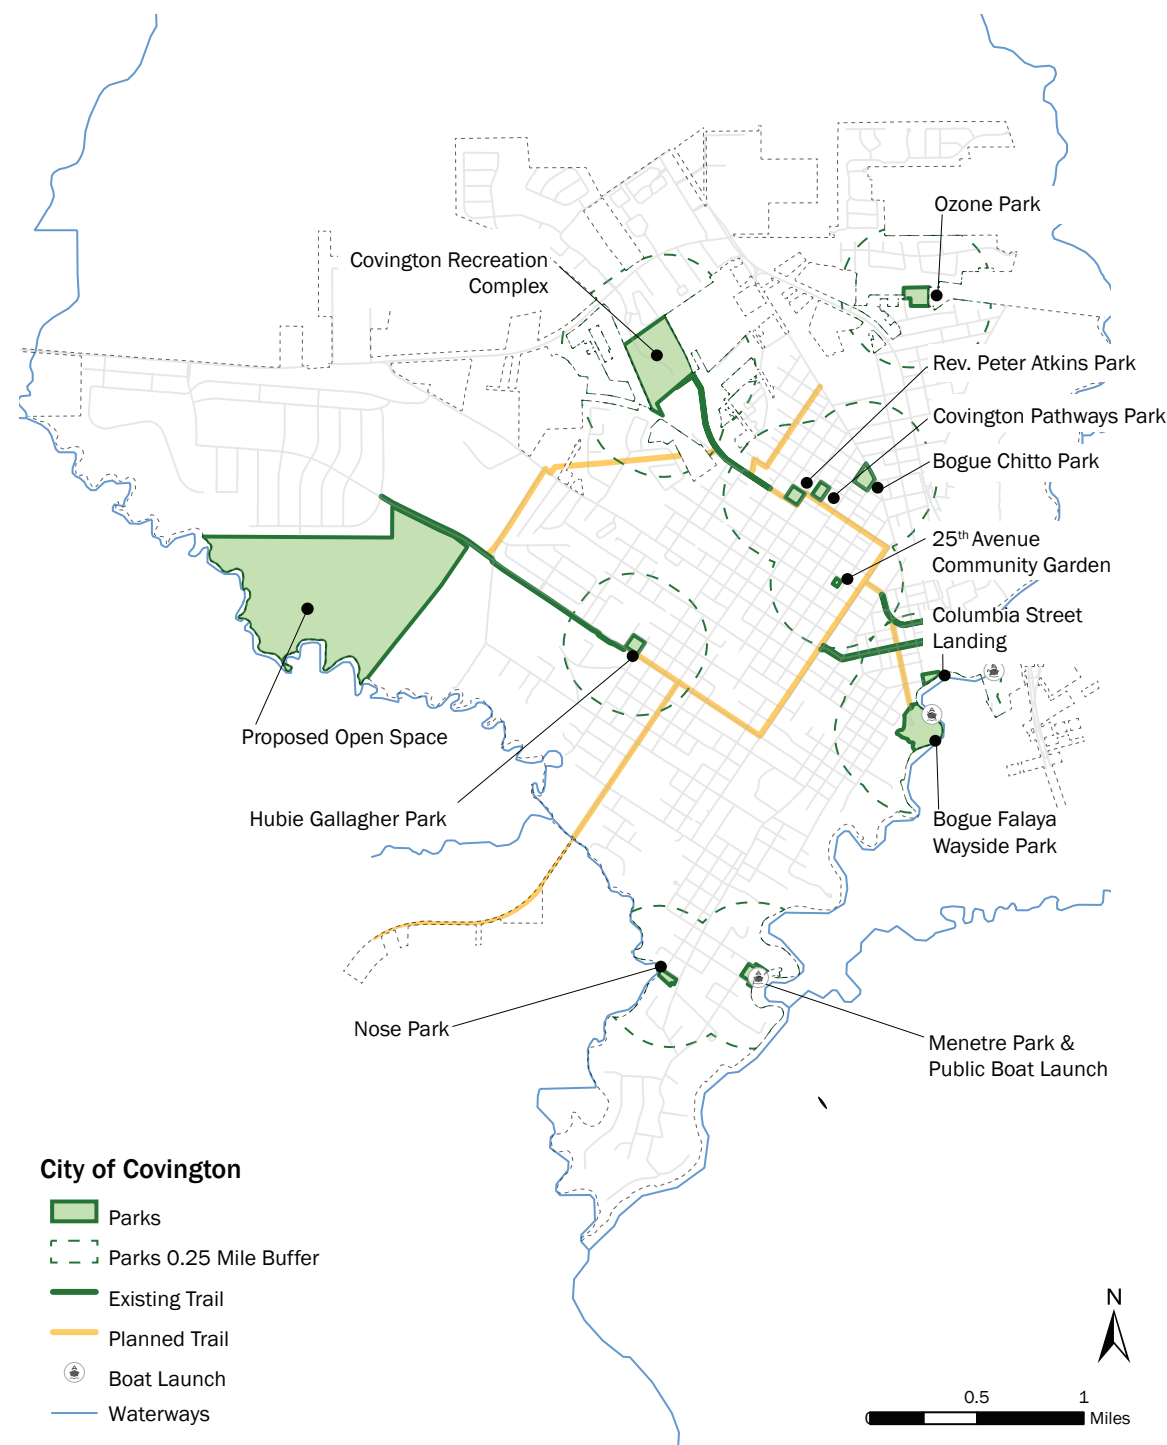 Ozone Park
Covington Recreation
Complex
Rev. Peter Atkins Park
Covington Pathways Park
Bogue Chitto Park
25th Avenue
Community Garden
Columbia Street
Landing
Proposed Open Space
Hubie Gallagher Park
Bogue Falaya
Wayside Park
Nose Park
Menetre Park &
Public Boat Launch
City of Covington
Parks
Parks 0.25 Mile Buffer
Existing Trail
Planned Trail
Boat Launch
Waterways
N
0.5 1
0 Miles